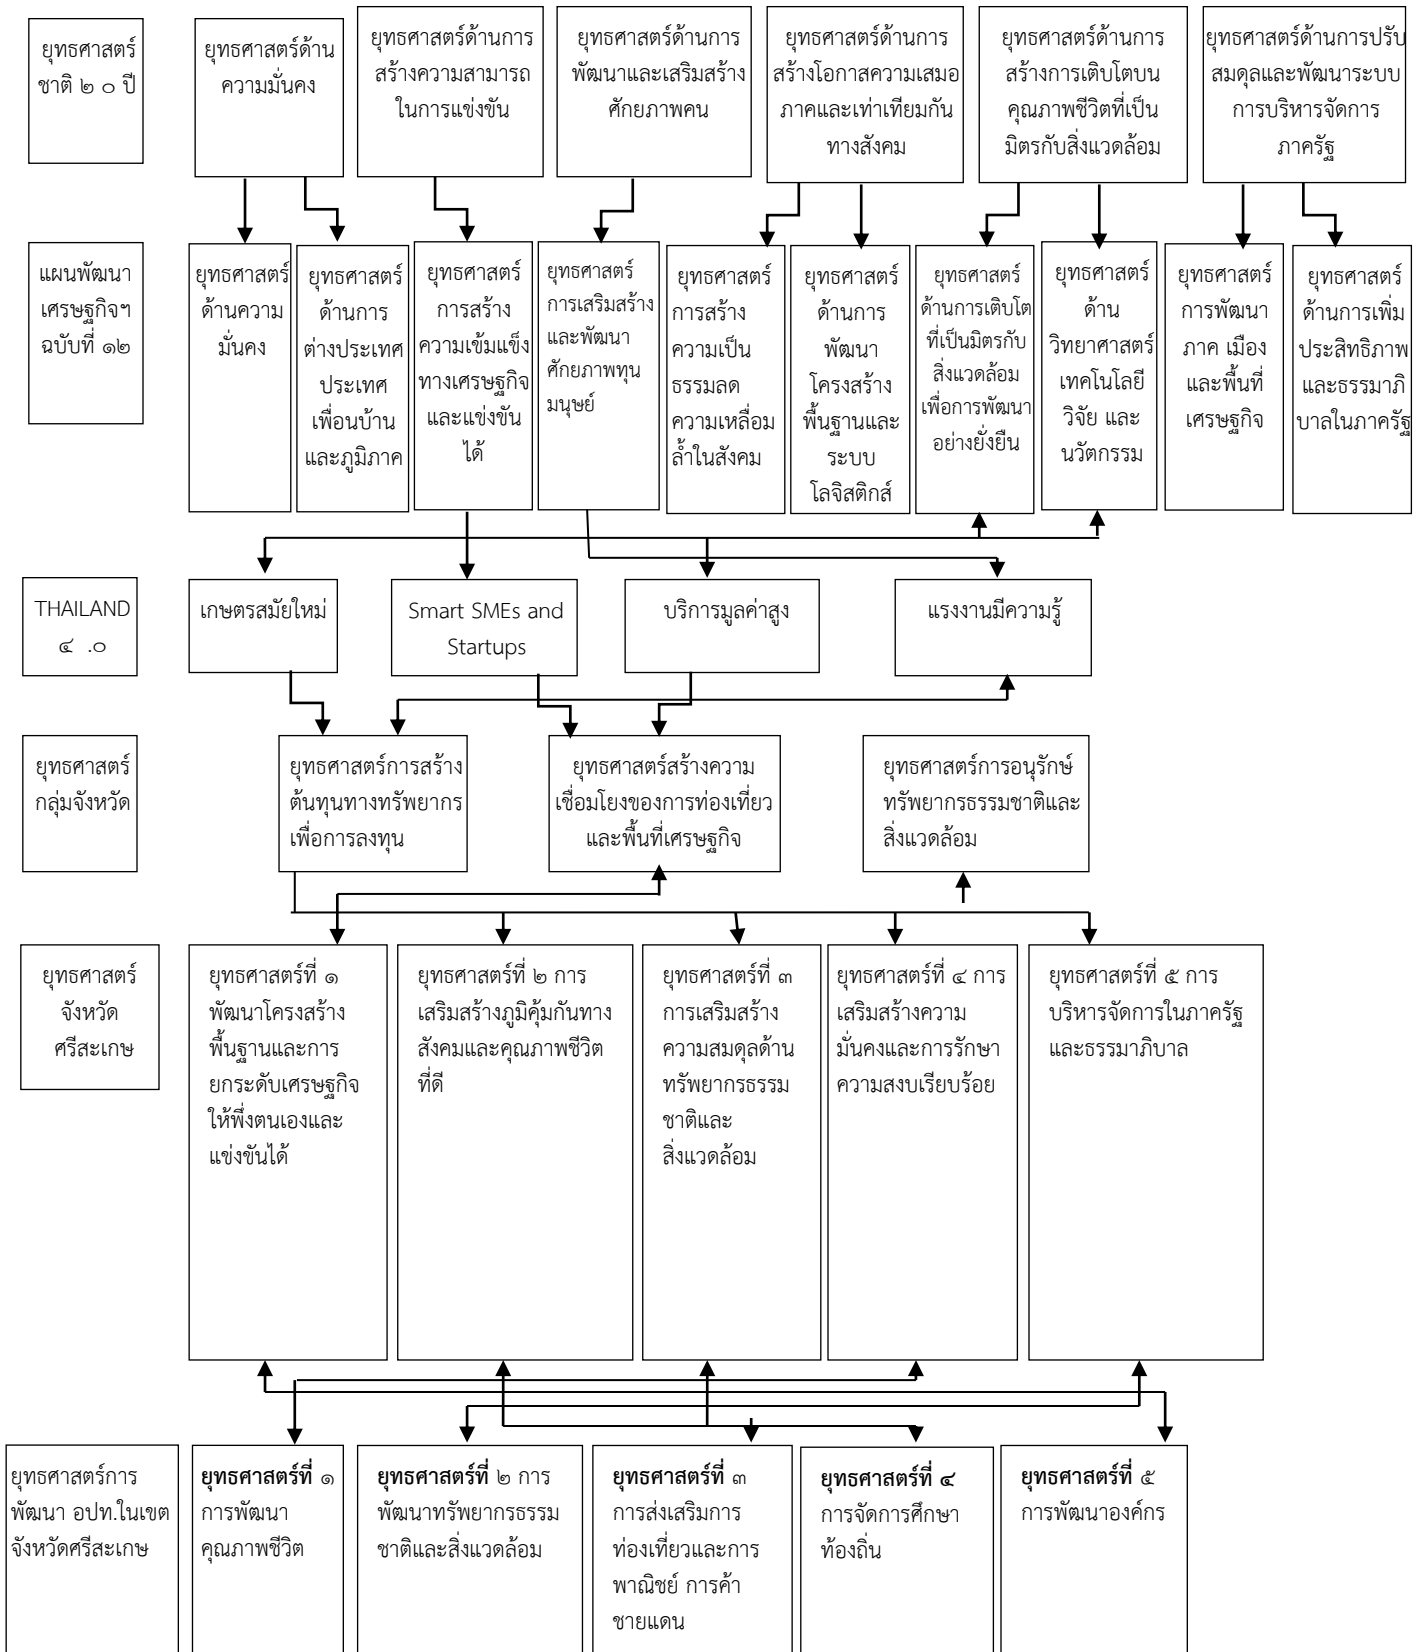 ยุทธศาสตร์
ชาติ ๒ ๐ ปี
ยุทธศาสตร์ด้าน
ความมั่นคง
ยุทธศาสตร์ด้านการ
สร้างความสามารถ
ในการแข่งขัน
ยุทธศาสตร์ด้านการ
พัฒนาและเสริมสร้าง
ศักยภาพคน
ยุทธศาสตร์ด้านการ
สร้างโอกาสความเสมอ
ภาคและเท่าเทียมกัน
ทางสังคม
ยุทธศาสตร์ด้านการ
สร้างการเติบโตบน
คุณภาพชีวิตที่เป็น
มิตรกับสิ่งแวดล้อม
ยุทธศาสตร์ด้านการปรับ
สมดุลและพัฒนาระบบ
การบริหารจัดการ
ภาครัฐ
แผนพัฒนา
เศรษฐกิจฯ
ฉบับที่ ๑๒
ยุทธศาสตร์
ด้านความ
มั่นคง
ยุทธศาสตร์
ด้านการ
ต่างประเทศ
ประเทศ
เพื่อนบ้าน
และภูมิภาค
ยุทธศาสตร์
การสร้าง
ความเข้มแข็ง
ทางเศรษฐกิจ
และแข่งขัน
ได้
ยุทธศาสตร์
การเสริมสร้าง
และพัฒนา
ศักยภาพทุน
มนุษย์
ยุทธศาสตร์
การสร้าง
ความเป็น
ธรรมลด
ความเหลื่อม
ล้ำในสังคม
ยุทธศาสตร์
ด้านการ
พัฒนา
โครงสร้าง
พื้นฐานและ
ระบบ
โลจิสติกส์
ยุทธศาสตร์
ด้านการเติบโต
ที่เป็นมิตรกับ
สิ่งแวดล้อม
เพื่อการพัฒนา
อย่างยั่งยืน
ยุทธศาสตร์
ด้าน
วิทยาศาสตร์
เทคโนโลยี
วิจัย และ
นวัตกรรม
ยุทธศาสตร์
การพัฒนา
ภาค เมือง
และพื้นที่
เศรษฐกิจ
ยุทธศาสตร์
ด้านการเพิ่ม
ประสิทธิภาพ
และธรรมาภิ
บาลในภาครัฐ
THAILAND
๔ .๐
เกษตรสมัยใหม่
Smart SMEs and
Startups
บริการมูลค่าสูง
แรงงานมีความรู้
ยุทธศาสตร์
กลุ่มจังหวัด
ยุทธศาสตร์การสร้าง
ต้นทุนทางทรัพยากร
เพื่อการลงทุน
ยุทธศาสตร์สร้างความ
เชื่อมโยงของการท่องเที่ยว
และพื้นที่เศรษฐกิจ
ยุทธศาสตร์การอนุรักษ์
ทรัพยากรธรรมชาติและ
สิ่งแวดล้อม
ยุทธศาสตร์
จังหวัด
ศรีสะเกษ
ยุทธศาสตร์ที่ ๑
พัฒนาโครงสร้าง
พื้นฐานและการ
ยกระดับเศรษฐกิจ
ให้พึ่งตนเองและ
แข่งขันได้
ยุทธศาสตร์ที่ ๒ การ
เสริมสร้างภูมิคุ้มกันทาง
สังคมและคุณภาพชีวิต
ที่ดี
ยุทธศาสตร์ที่ ๓
การเสริมสร้าง
ความสมดุลด้าน
ทรัพยากรธรรม
ชาติและ
สิ่งแวดล้อม
ยุทธศาสตร์ที่ ๔ การ
เสริมสร้างความ
มั่นคงและการรักษา
ความสงบเรียบร้อย
ยุทธศาสตร์ที่ ๕ การ
บริหารจัดการในภาครัฐ
และธรรมาภิบาล
ยุทธศาสตร์การ
พัฒนา อปท.ในเขต
จังหวัดศรีสะเกษ
ยุทธศาสตร์ที่ ๑
การพัฒนา
คุณภาพชีวิต
ยุทธศาสตร์ที่ ๒ การ
พัฒนาทรัพยากรธรรม
ชาติและสิ่งแวดล้อม
ยุทธศาสตร์ที่ ๓
การส่งเสริมการ
ท่องเที่ยวและการ
พาณิชย์ การค้า
ชายแดน
ยุทธศาสตร์ที่ ๔
การจัดการศึกษา
ท้องถิ่น
ยุทธศาสตร์ที่ ๕
การพัฒนาองค์กร